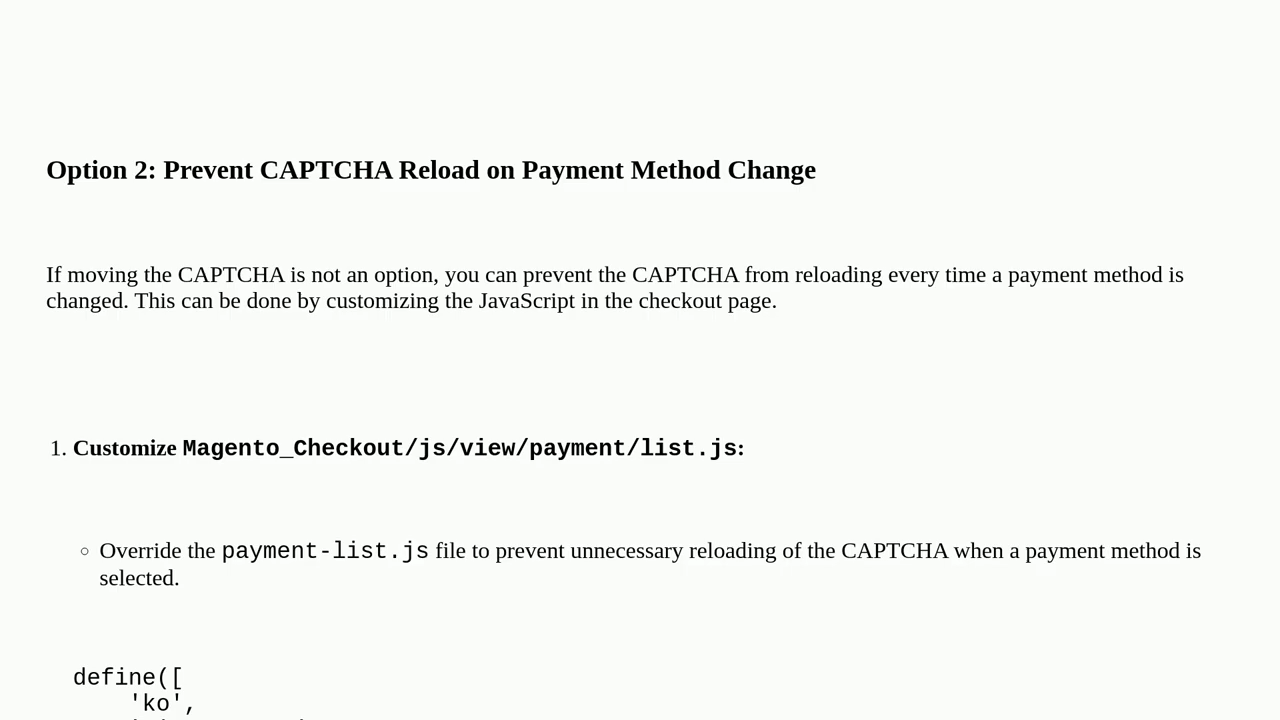 Option 2: Prevent CAPTCHA Reload on Payment Method Change
If moving the CAPTCHA is not an option, you can prevent the CAPTCHA from reloading every time a payment method is
changed. This can be done by customizing the JavaScript in the checkout page.
1. Customize Magento_Checkout/js/view/payment/list.js:
○ Override the payment-list.js file to prevent unnecessary reloading of the CAPTCHA when a payment method is
selected.
define([
'ko',